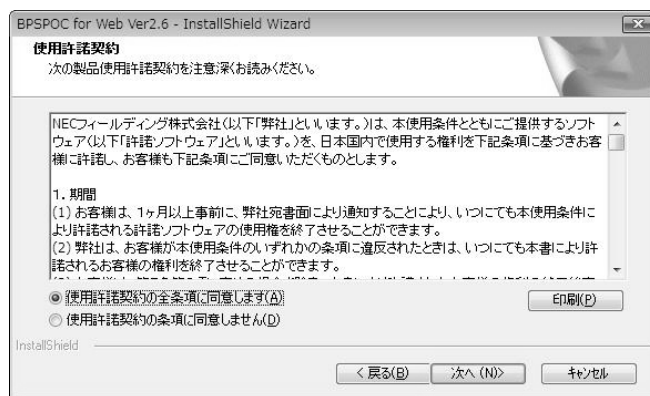 BPSPOC for Web Ver2.6 - InstallShield Wizard
使用許諾契約
次の製品使用許諾契約を注意深くお読みください。
NECフィールディング株式会社（以下「弊社」といいます。）は、本使用条件とともにご提供するソフト
ウェア（以下「許諾ソフトウェア」といいます。）を、日本国内で使用する権利を下記条項に基づきお客
様に許諾し、お客様も下記条項にご同意いただくものとします。
1. 期間
(1) お客様は、1ヶ月以上事前に、弊社宛書面により通知することにより、いつにても本使用条件に
より許諾される許諾ソフトウェアの使用権を終了させることができます。
(2) 弊社は、お客様が本使用条件のいずれかの条項に違反されたときは、いつにても本書により許
諾されるお客様の権利を終了させることができます。
使用許諾契約の全条項に同意します(A)
印刷(P)
使用許諾契約の条項に同意しません(D)
InstallShield
< 戻る(B)
次へ (N)>
キャンセル